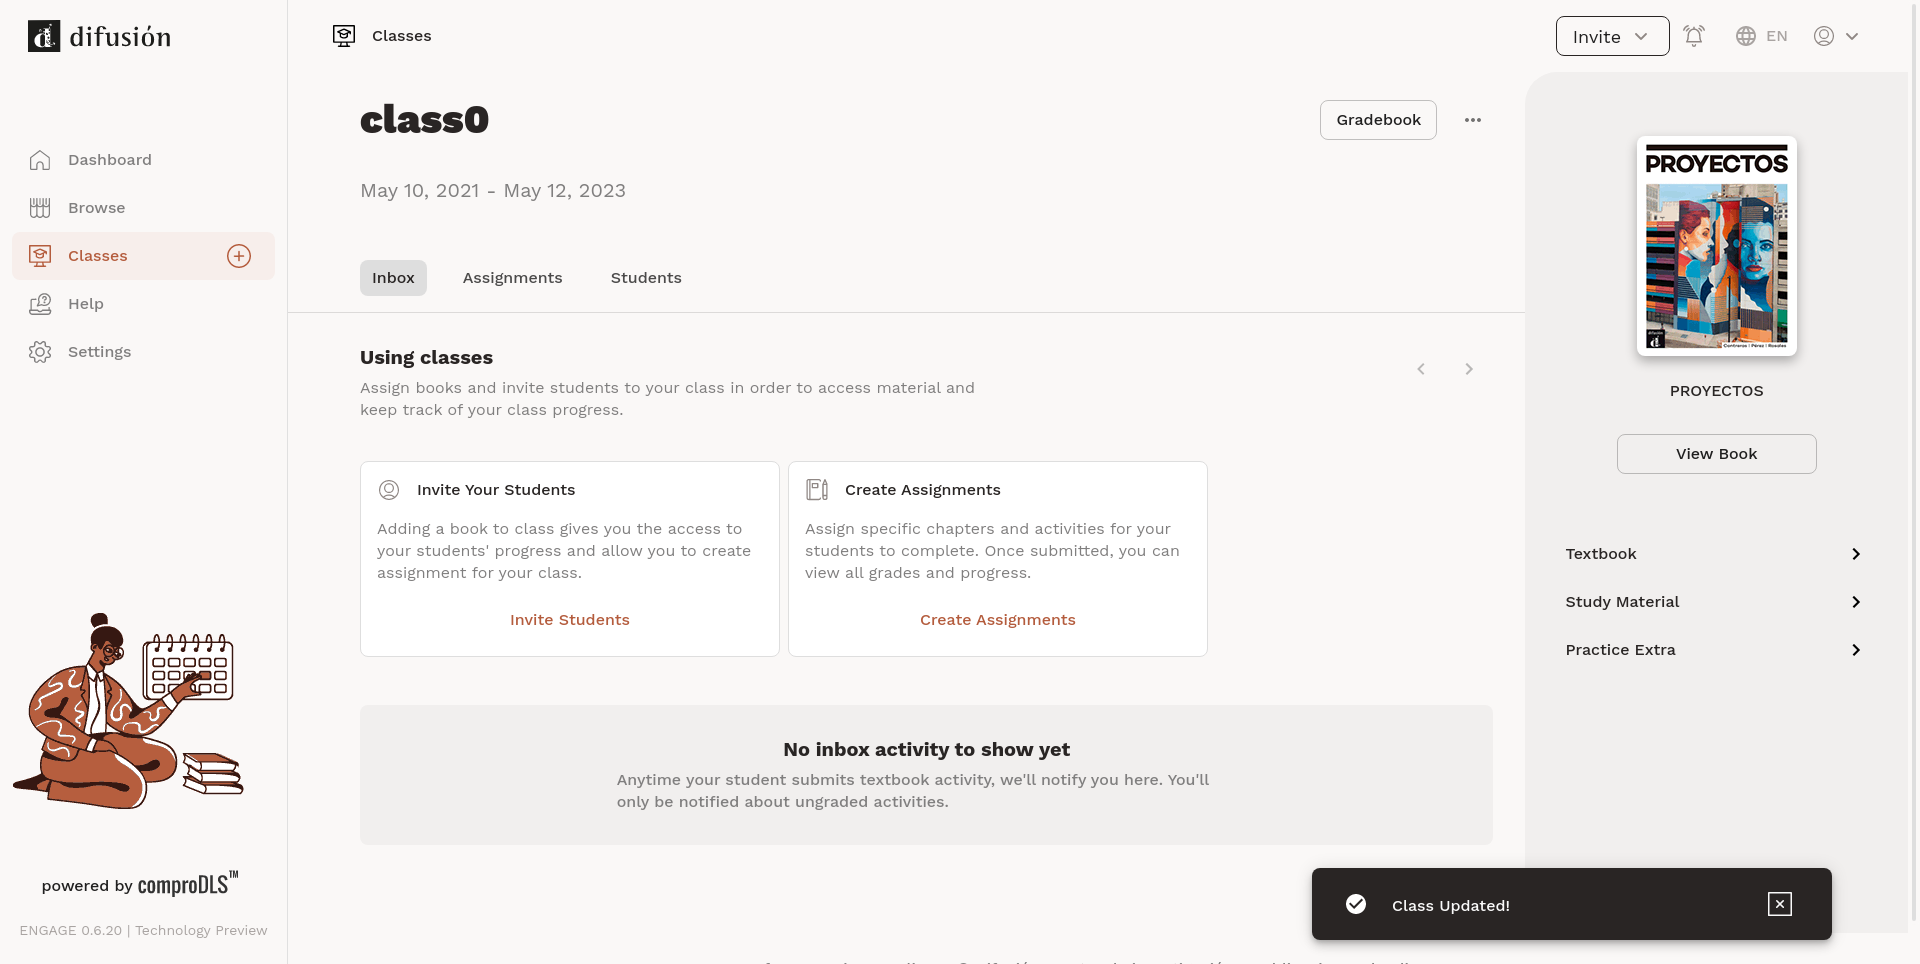 difusión
Classes
Invite
EN
Dashboard
Browse
Classes
Help
Settings
powered by comproDLS™
ENGAGE 0.6.20 | Technology Preview
class0
Gradebook
May 10, 2021 - May 12, 2023
Inbox
Assignments
Students
Using classes
Assign books and invite students to your class in order to access material and
keep track of your class progress.
Invite Your Students
Adding a book to class gives you the access to
your students' progress and allow you to create
assignment for your class.
Invite Students
Create Assignments
Assign specific chapters and activities for your
students to complete. Once submitted, you can
view all grades and progress.
Create Assignments
No inbox activity to show yet
Anytime your student submits textbook activity, we'll notify you here. You'll
only be notified about ungraded activities.
PROYECTOS
difusión
Contreras | Pérez | Rosales
PROYECTOS
View Book
Textbook
Study Material
Practice Extra
Class Updated!